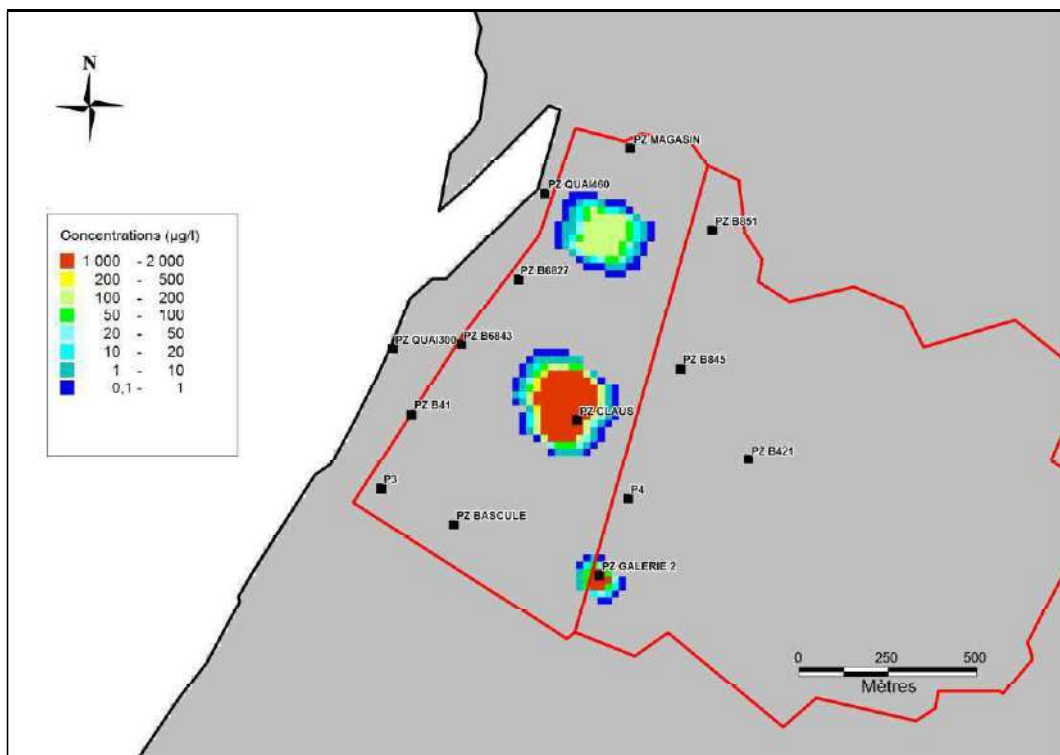 N
PZ MAGASIN
PZ QUAI460
PZ B851
Concentrations (µg/l)
1 000 - 2 000
200 - 500
100 - 200
50 - 100
20 - 50
10 - 20
1 - 10
0,1 - 1
PZ B6827
PZ QUAI300
PZ B6843
PZ B845
PZ B41
PZ CLAUS
PZ B421
P3
P4
PZ BASCULE
PZ GALERIE 2
0 250 500
Mètres